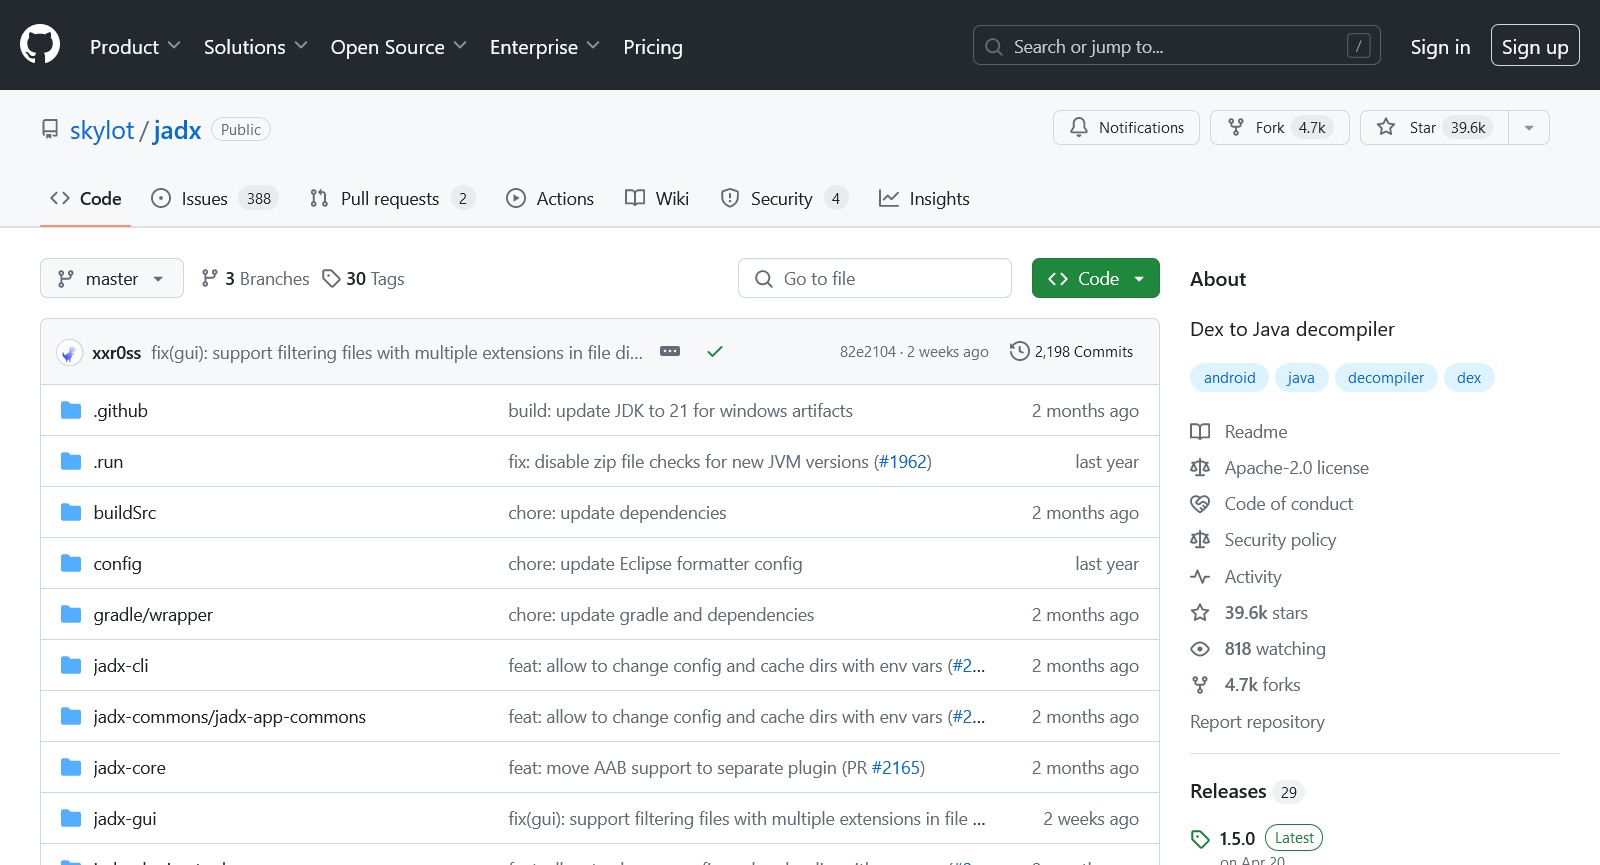 Product Solutions Open Source Enterprise Pricing Search or jump to... / Sign in Sign up
skylot / jadx Public Notifications Fork 4.7k Star 39.6k
Code Issues 388 Pull requests 2 Actions Wiki Security 4 Insights
master 3 Branches 30 Tags Go to file Code
xxr0ss fix(gui): support filtering files with multiple extensions in file di... 82e2104 · 2 weeks ago 2,198 Commits
.github build: update JDK to 21 for windows artifacts 2 months ago
.run fix: disable zip file checks for new JVM versions (#1962) last year
buildSrc chore: update dependencies 2 months ago
config chore: update Eclipse formatter config last year
gradle/wrapper chore: update gradle and dependencies 2 months ago
jadx-cli feat: allow to change config and cache dirs with env vars (#2... 2 months ago
jadx-commons/jadx-app-commons feat: allow to change config and cache dirs with env vars (#2... 2 months ago
jadx-core feat: move AAB support to separate plugin (PR #2165) 2 months ago
jadx-gui fix(gui): support filtering files with multiple extensions in file ... 2 weeks ago
About
Dex to Java decompiler
android java decompiler dex
Readme
Apache-2.0 license
Code of conduct
Security policy
Activity
39.6k stars
818 watching
4.7k forks
Report repository
Releases 29
1.5.0 Latest
on Apr 20